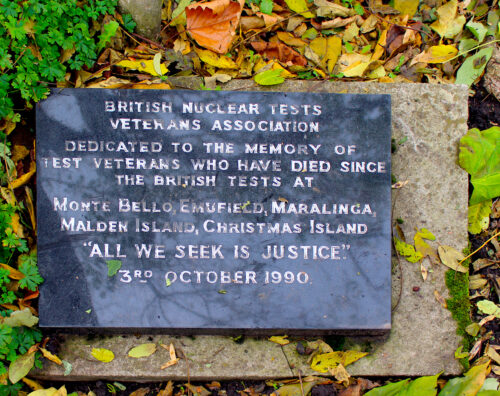 BRITISH NUCLEAR TESTS
VETERANS ASSOCIATION
DEDICATED TO THE MEMORY OF
TEST VETERANS WHO HAVE DIED SINCE
THE BRITISH TESTS AT
MONTE BELLO, EMUFIELD, MARALINGA,
MALDEN ISLAND, CHRISTMAS ISLAND
"ALL WE SEEK IS JUSTICE".
3RD OCTOBER 1990.